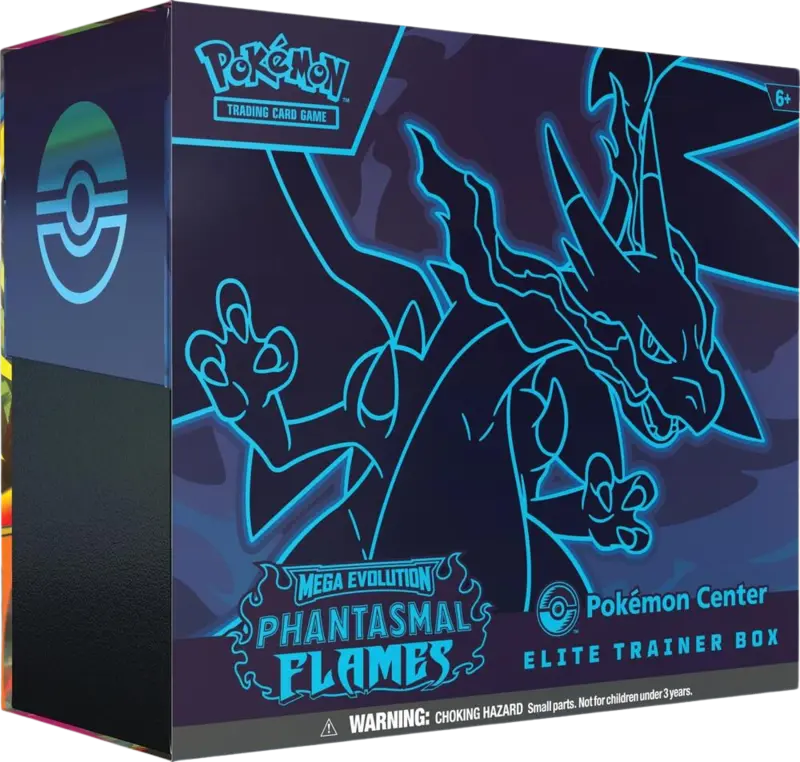 POKéMON
TRADING CARD GAME
6+
MEGA EVOLUTION
PHANTASMAL
FLAMES
Pokémon Center
ELITE TRAINER BOX
WARNING: CHOKING HAZARD Small parts. Not for children under 3 years.